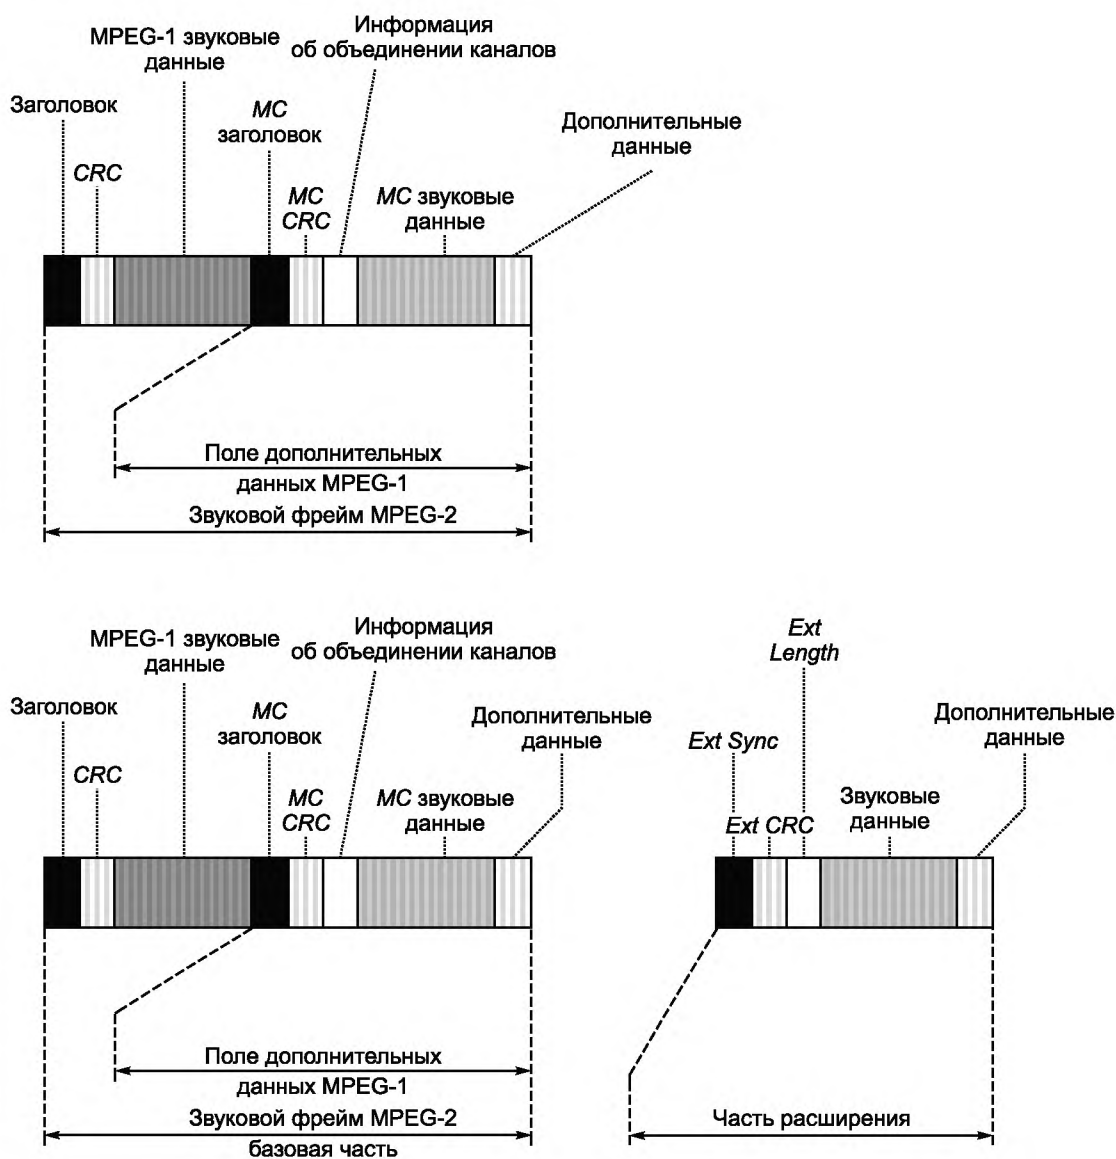 Информация
об объединении каналов
MPEG-1 звуковые
данные
Заголовок
MC
заголовок
Дополнительные
данные
CRC
MC
CRC
MC звуковые
данные
Поле дополнительных
данных MPEG-1
Звуковой фрейм MPEG-2
Информация
об объединении каналов
MPEG-1 звуковые
данные
Ext
Length
Заголовок
MC
заголовок
Дополнительные
данные
Ext Sync
Дополнительные
данные
CRC
MC
CRC
MC звуковые
данные
Ext CRC
Звуковые
данные
Поле дополнительных
данных MPEG-1
Звуковой фрейм MPEG-2
базовая часть
Часть расширения